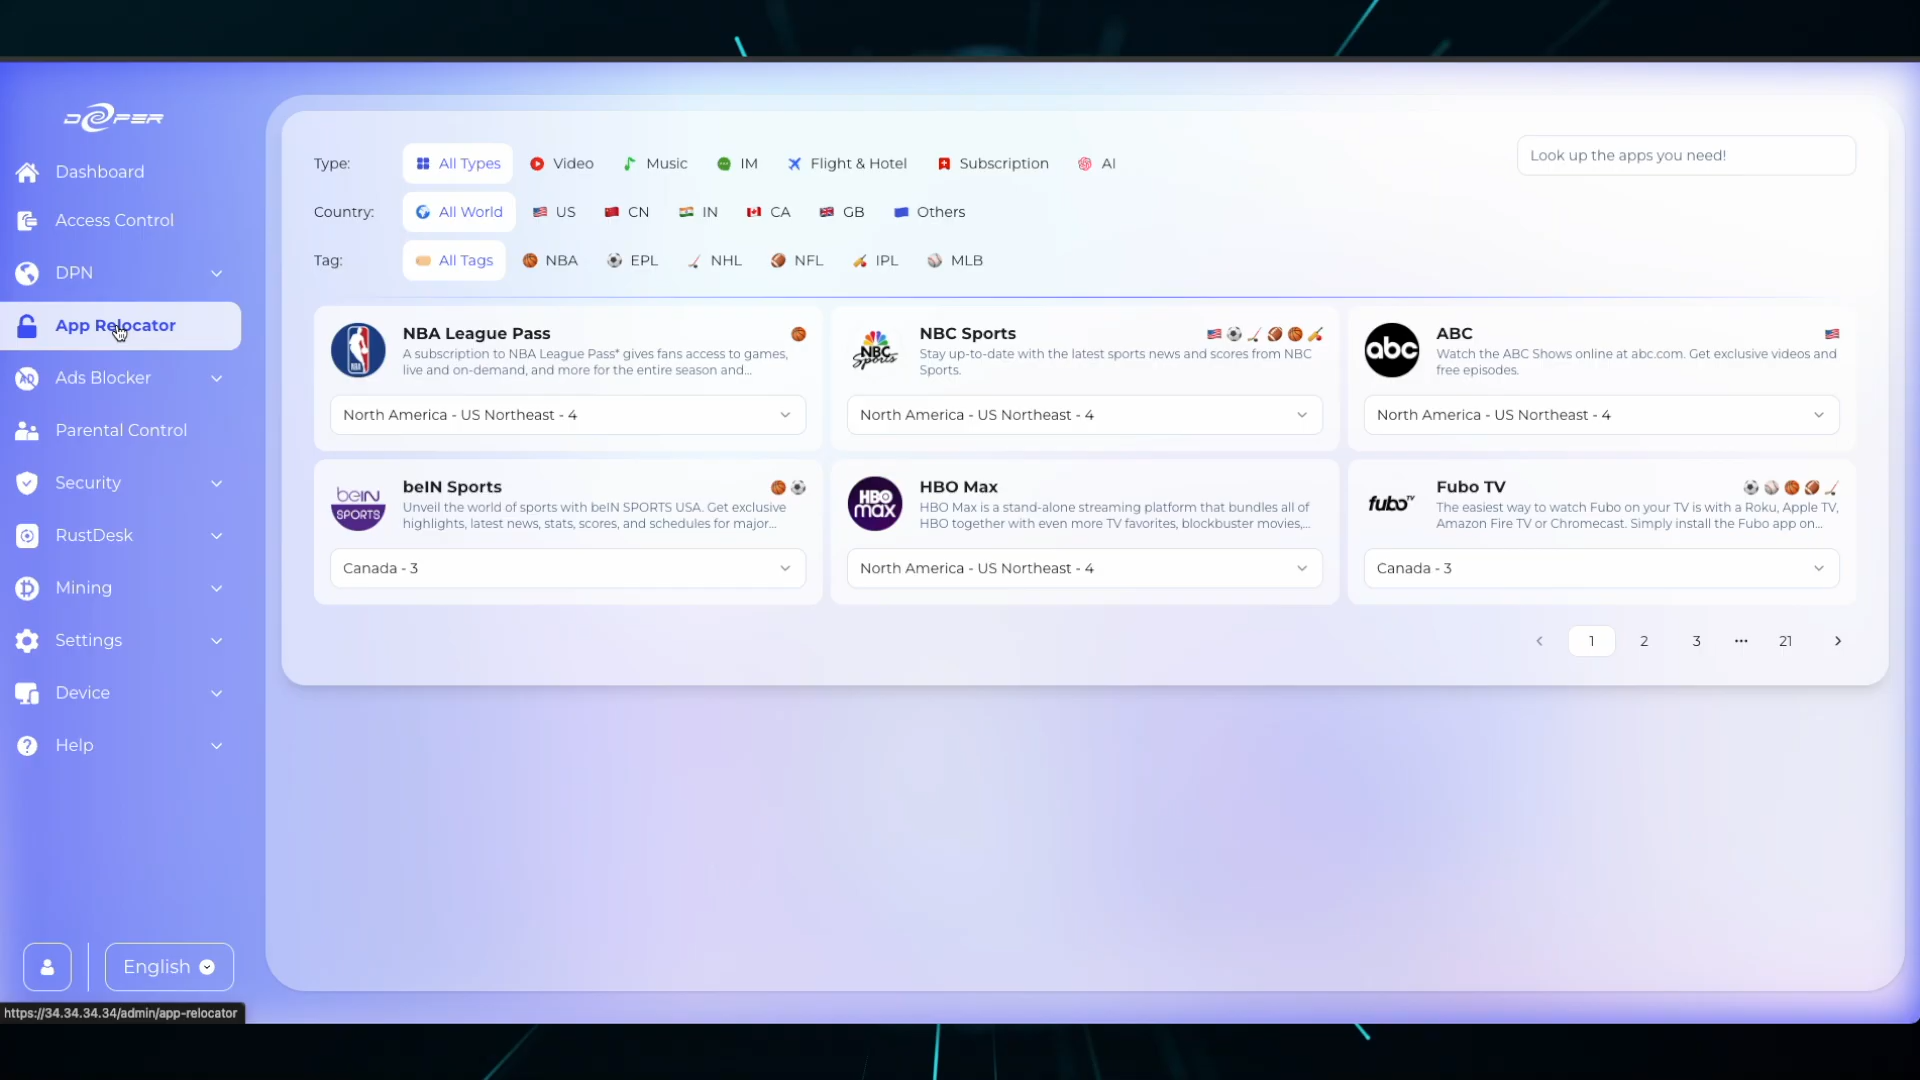 DEEPER
Dashboard
Access Control
DPN
App Relocator
Ads Blocker
Parental Control
Security
RustDesk
Mining
Settings
Device
Help
English
https://34.34.34.34/admin/app-relocator
Type: All Types Video Music IM Flight & Hotel Subscription AI
Look up the apps you need!
Country: All World US CN IN CA GB Others
Tag: All Tags NBA EPL NHL NFL IPL MLB
NBA League Pass
A subscription to NBA League Pass* gives fans access to games,
live and on-demand, and more for the entire season and...
North America - US Northeast - 4
NBC Sports
NBC
Sports
Stay up-to-date with the latest sports news and scores from NBC
Sports.
North America - US Northeast - 4
abc
ABC
Watch the ABC Shows online at abc.com. Get exclusive videos and
free episodes.
North America - US Northeast - 4
beIN
SPORTS
beIN Sports
Unveil the world of sports with beIN SPORTS USA. Get exclusive
highlights, latest news, stats, scores, and schedules for major...
Canada - 3
HBO
max
HBO Max
HBO Max is a stand-alone streaming platform that bundles all of
HBO together with even more TV favorites, blockbuster movies,...
North America - US Northeast - 4
fuboTV
Fubo TV
The easiest way to watch Fubo on your TV is with a Roku, Apple TV,
Amazon Fire TV or Chromecast. Simply install the Fubo app on...
Canada - 3
1 2 3 ... 21